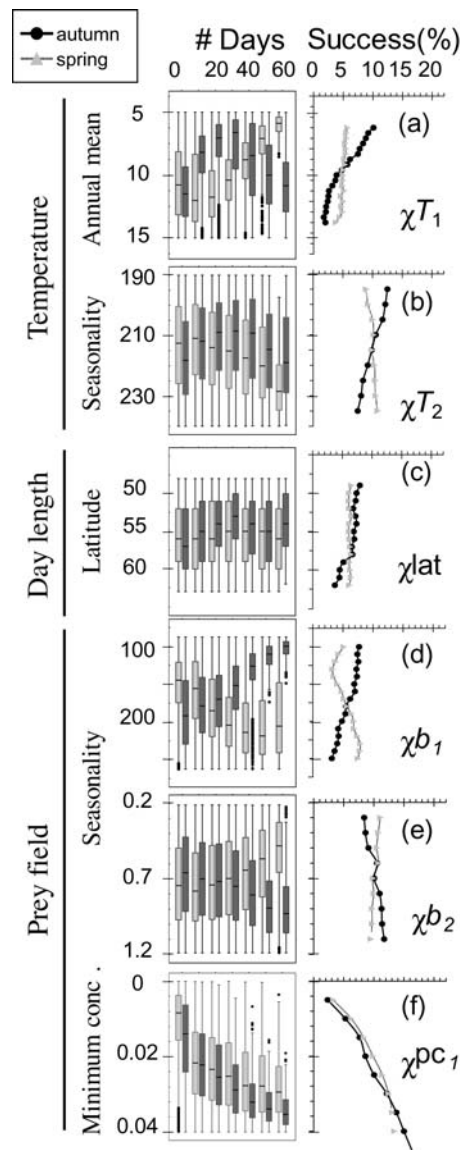 autumn
spring
# Days
Success(%)
0 20 40 60
0 5 10 15 20
Temperature
Annual mean
5
10
15
(a)
χT1
Seasonality
190
210
230
(b)
χT2
Day length
Latitude
50
55
60
(c)
χlat
Prey field
Seasonality
100
200
(d)
χb1
0.2
0.7
1.2
(e)
χb2
Minimum conc .
0
0.02
0.04
(f)
χpc1